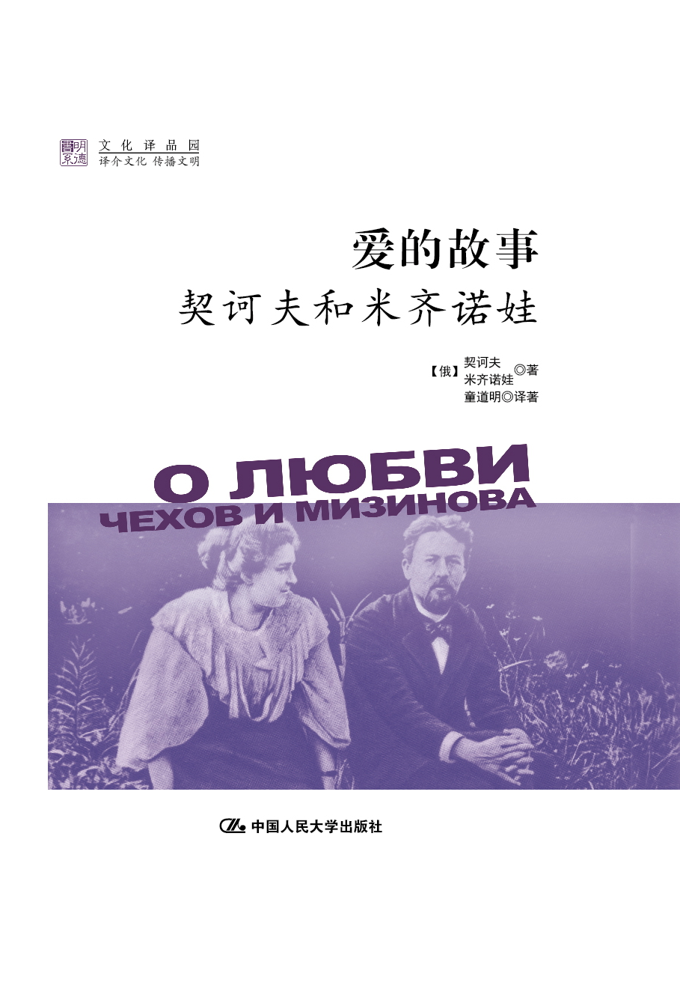 明德書系
文化译品园
译介文化 传播文明
爱的故事
契诃夫和米齐诺娃
【俄】契诃夫
米齐诺娃◎著
童道明◎译著
О ЛЮБВИ
ЧЕХОВ И МИЗИНОВА
中国人民大学出版社